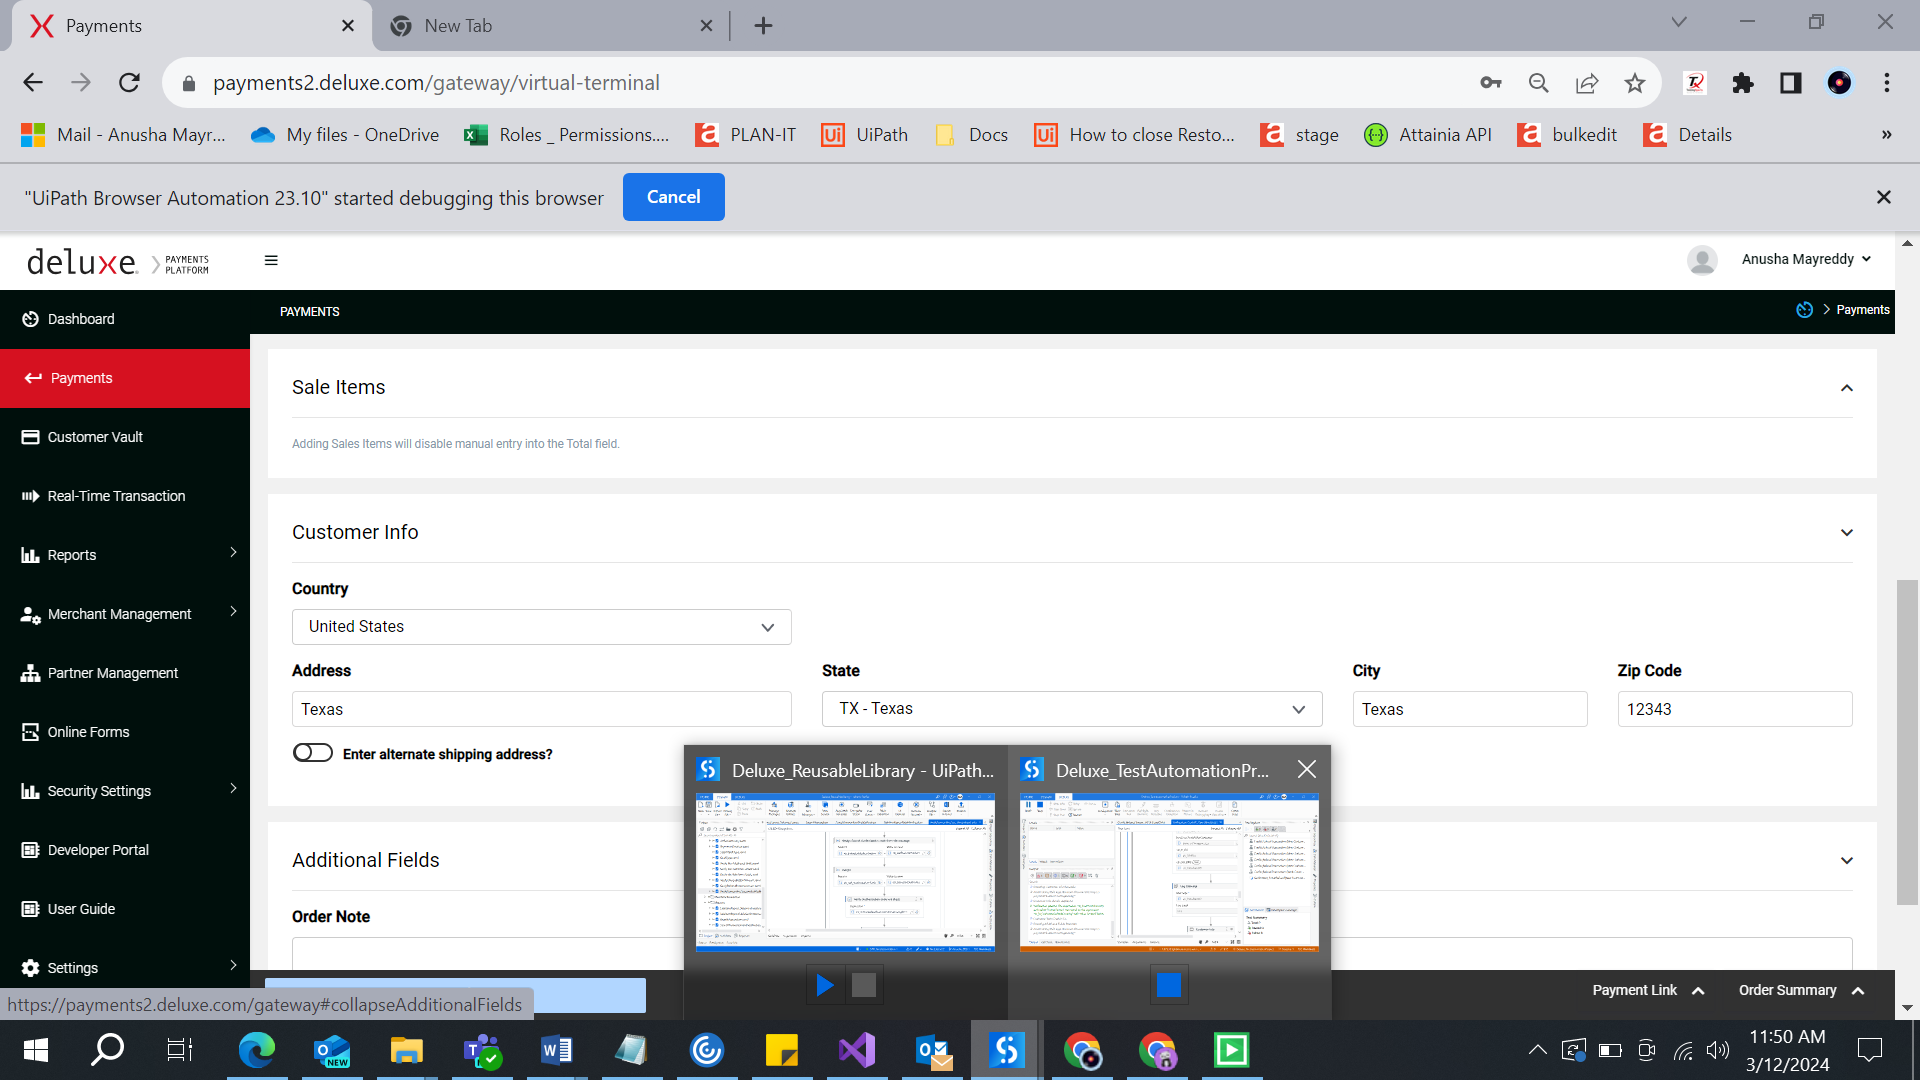 Payments
New Tab
payments2.deluxe.com/gateway/virtual-terminal
Mail - Anusha Mayr...
My files - OneDrive
Roles _ Permissions....
PLAN-IT
UiPath
Docs
How to close Resto...
stage
Attainia API
bulkedit
Details
»
"UiPath Browser Automation 23.10" started debugging this browser
Cancel
deluxe.
PAYMENTS
PLATFORM
Anusha Mayreddy
Dashboard
PAYMENTS
Payments
Payments
Customer Vault
Real-Time Transaction
Reports
Merchant Management
Partner Management
Online Forms
Security Settings
Developer Portal
User Guide
Settings
Sale Items
Adding Sales Items will disable manual entry into the Total field.
Customer Info
Country
United States
Address
State
City
Zip Code
Texas
TX - Texas
Texas
12343
Enter alternate shipping address?
Deluxe_ReusableLibrary - UiPath...
Deluxe_TestAutomationPr...
Additional Fields
Order Note
Payment Link
Order Summary
https://payments2.deluxe.com/gateway#collapseAdditionalFields
NEW
11:50 AM
3/12/2024